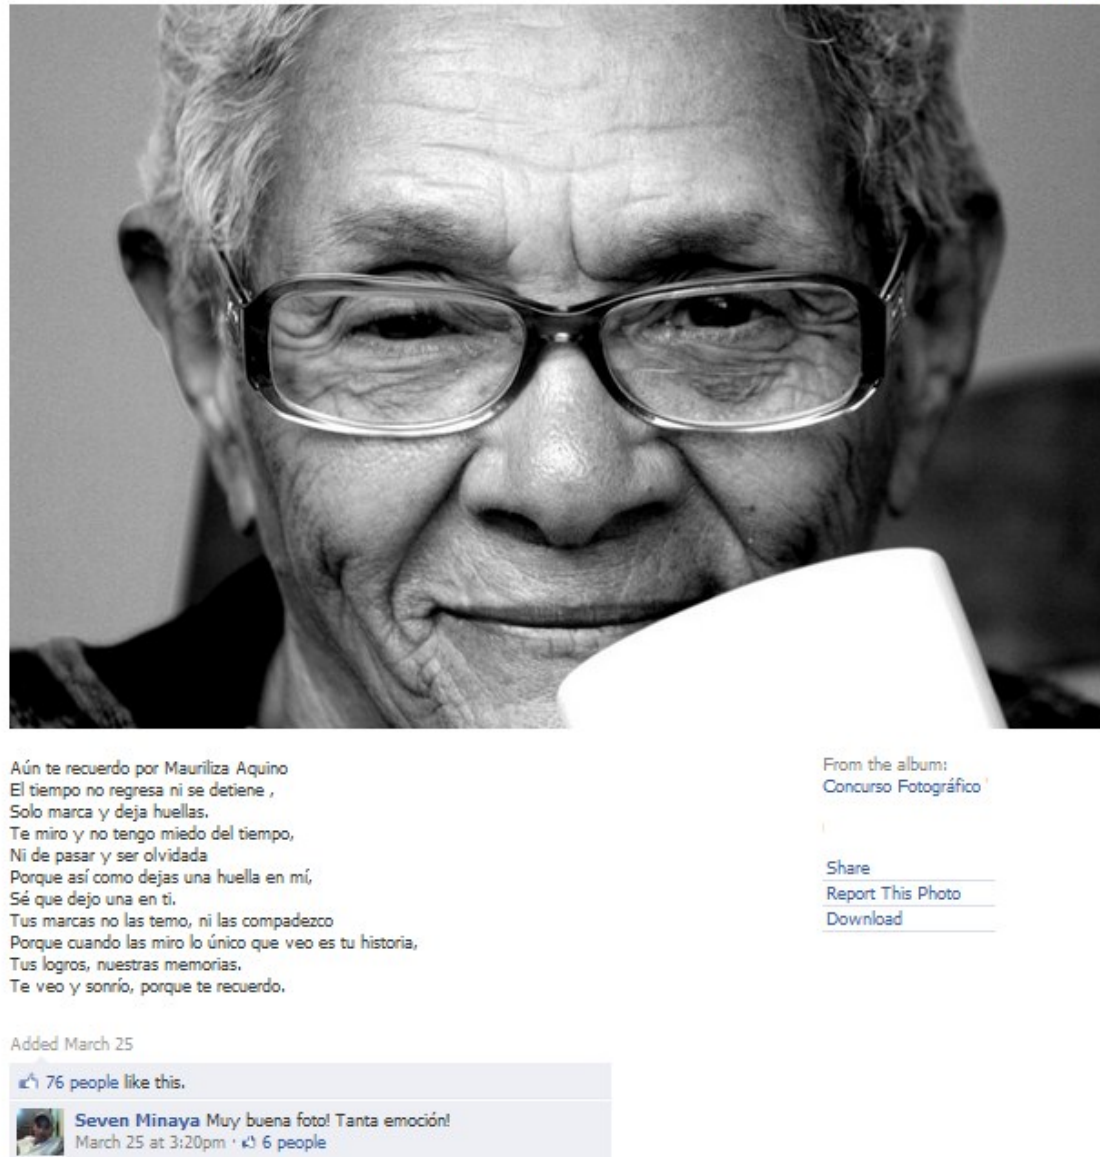 Aún te recuerdo por Mauriliza Aquino
El tiempo no regresa ni se detiene ,
Solo marca y deja huellas.
Te miro y no tengo miedo del tiempo,
Ni de pasar y ser olvidada
Porque así como dejas una huella en mí,
Sé que dejo una en ti.
Tus marcas no las temo, ni las compadezco
Porque cuando las miro lo único que veo es tu historia,
Tus logros, nuestras memorias.
Te veo y sonrío, porque te recuerdo.
Added March 25
76 people like this.
Seven Minaya Muy buena foto! Tanta emoción!
March 25 at 3:20pm · 6 people
From the album:
Concurso Fotográfico
Share
Report This Photo
Download